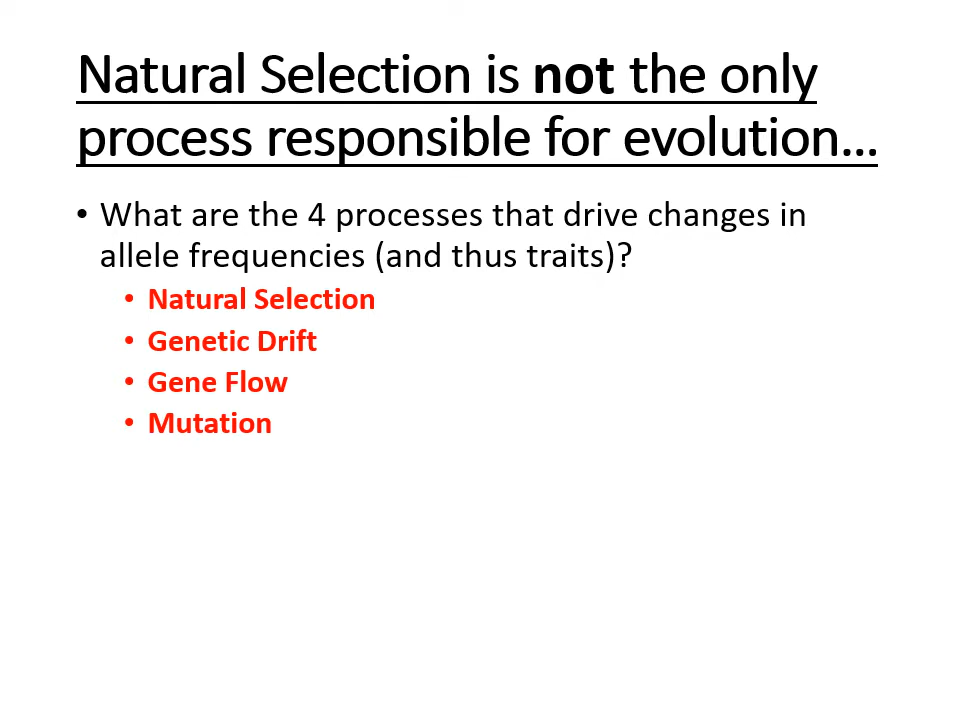 Natural Selection is not the only
process responsible for evolution…
• What are the 4 processes that drive changes in
allele frequencies (and thus traits)?
• Natural Selection
• Genetic Drift
• Gene Flow
• Mutation